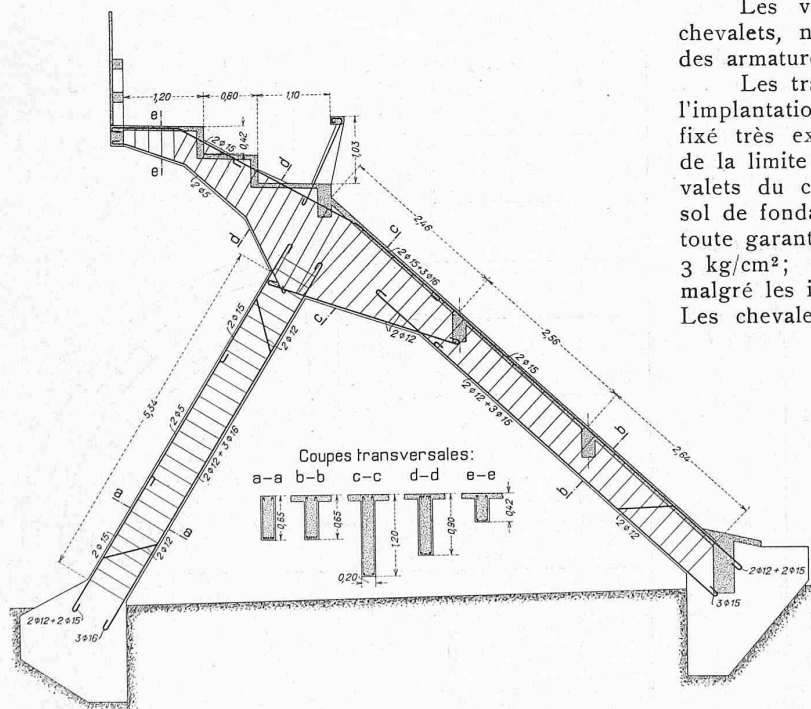 Les v
chevalets, n
des armature
Les tra
l'implantatio
fixé très ex
de la limite
valets du c
sol de fonda
toute garant
3 kg/cm²;
malgré les i
Les chevale
1,20
0,80
1,10
e
0,42
2Φ15
d
1,03
e
2Φ5
d
2,46
c
2Φ15+3Φ16
2Φ15
2Φ12
c
2Φ12
2,56
2Φ15
5,34
2Φ5
2Φ12+3Φ15
2Φ12+3Φ16
b
2,64
Coupes transversales:
a-a b-b c-c d-d e-e
0,65
0,65
1,20
0,90
0,42
0,20
b
a
a
2Φ15
2Φ12
2Φ12
2Φ12+2Φ15
3Φ15
2Φ12+2Φ15
3Φ16